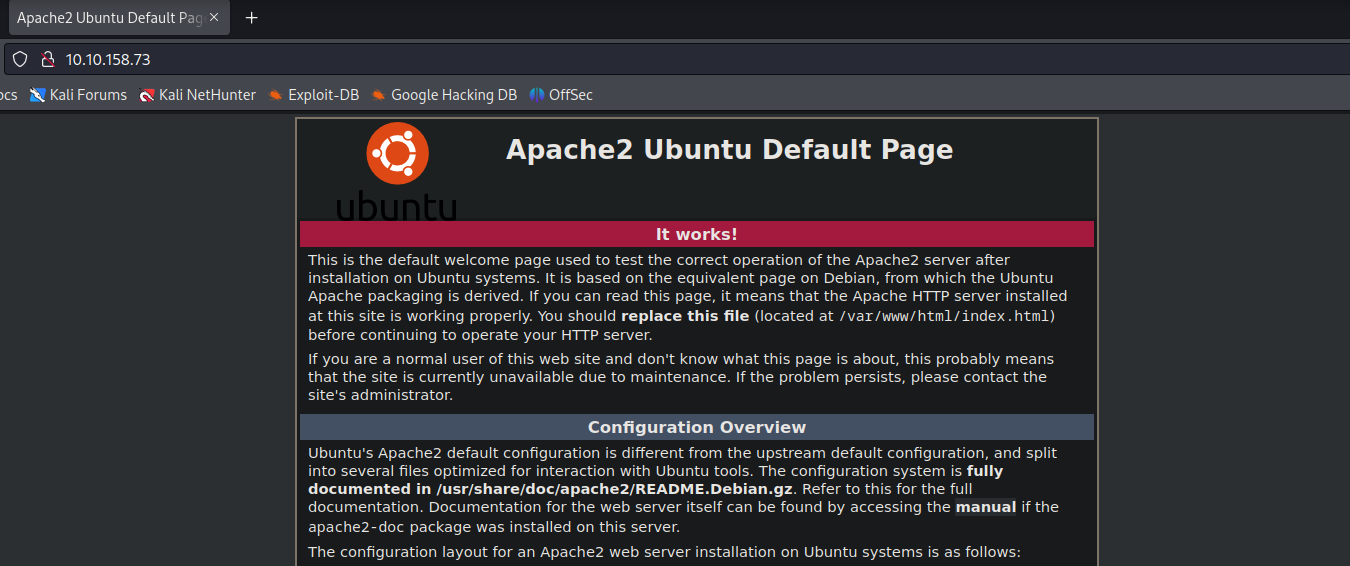 Apache2 Ubuntu Default Pag
10.10.158.73
ocs Kali Forums Kali NetHunter Exploit-DB Google Hacking DB OffSec
ubuntu
Apache2 Ubuntu Default Page
It works!
This is the default welcome page used to test the correct operation of the Apache2 server after
installation on Ubuntu systems. It is based on the equivalent page on Debian, from which the Ubuntu
Apache packaging is derived. If you can read this page, it means that the Apache HTTP server installed
at this site is working properly. You should replace this file (located at /var/www/html/index.html)
before continuing to operate your HTTP server.
If you are a normal user of this web site and don't know what this page is about, this probably means
that the site is currently unavailable due to maintenance. If the problem persists, please contact the
site's administrator.
Configuration Overview
Ubuntu's Apache2 default configuration is different from the upstream default configuration, and split
into several files optimized for interaction with Ubuntu tools. The configuration system is fully
documented in /usr/share/doc/apache2/README.Debian.gz. Refer to this for the full
documentation. Documentation for the web server itself can be found by accessing the manual if the
apache2-doc package was installed on this server.
The configuration layout for an Apache2 web server installation on Ubuntu systems is as follows: